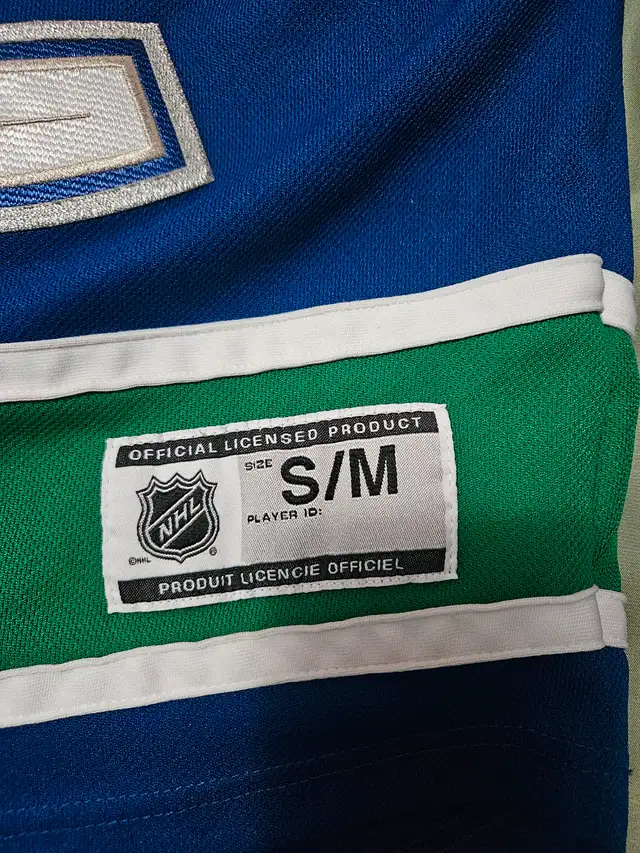 OFFICIAL LICENSED PRODUCT
SIZE S/M
PLAYER ID:
NHL
©NHL ®
PRODUIT LICENCIE OFFICIEL